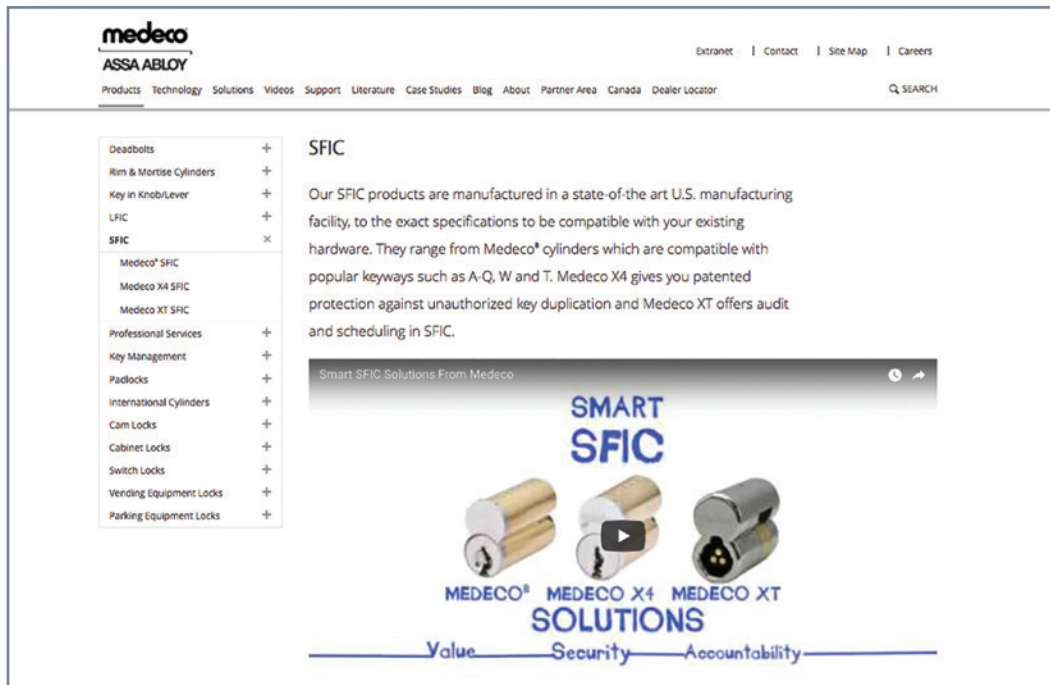 medeco
ASSA ABLOY
Extranet | Contact | Site Map | Careers
Products Technology Solutions Videos Support Literature Case Studies Blog About Partner Area Canada Dealer Locator SEARCH
Deadbolts +
Rim & Mortise Cylinders +
Key in Knob/Lever +
LFIC +
SFIC ×
Medeco⁸ SFIC
Medeco X4 SFIC
Medeco XT SFIC
Professional Services +
Key Management +
Padlocks +
International Cylinders +
Cam Locks +
Cabinet Locks +
Switch Locks +
Vending Equipment Locks +
Parking Equipment Locks +
SFIC
Our SFIC products are manufactured in a state-of-the art U.S. manufacturing
facility, to the exact specifications to be compatible with your existing
hardware. They range from Medeco⁸ cylinders which are compatible with
popular keyways such as A-Q, W and T. Medeco X4 gives you patented
protection against unauthorized key duplication and Medeco XT offers audit
and scheduling in SFIC.
Smart SFIC Solutions From Medeco
SMART
SFIC
MEDECO⁸ MEDECO X4 MEDECO XT
SOLUTIONS
Value Security Accountability